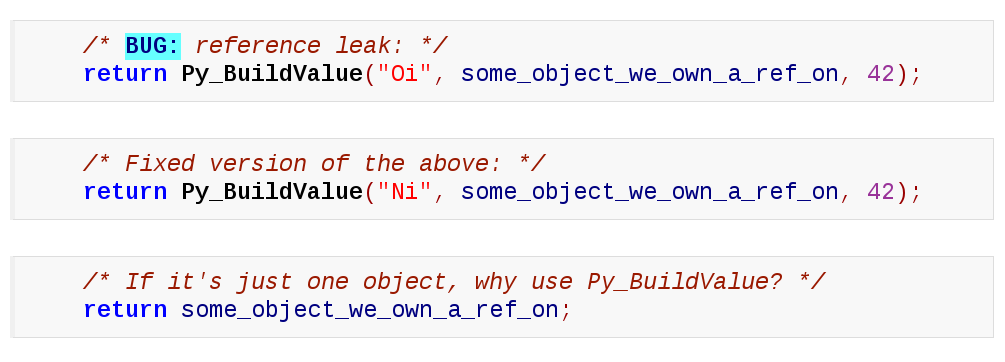 /* BUG: reference leak: */
return Py_BuildValue("Oi", some_object_we_own_a_ref_on, 42);
/* Fixed version of the above: */
return Py_BuildValue("Ni", some_object_we_own_a_ref_on, 42);
/* If it's just one object, why use Py_BuildValue? */
return some_object_we_own_a_ref_on;